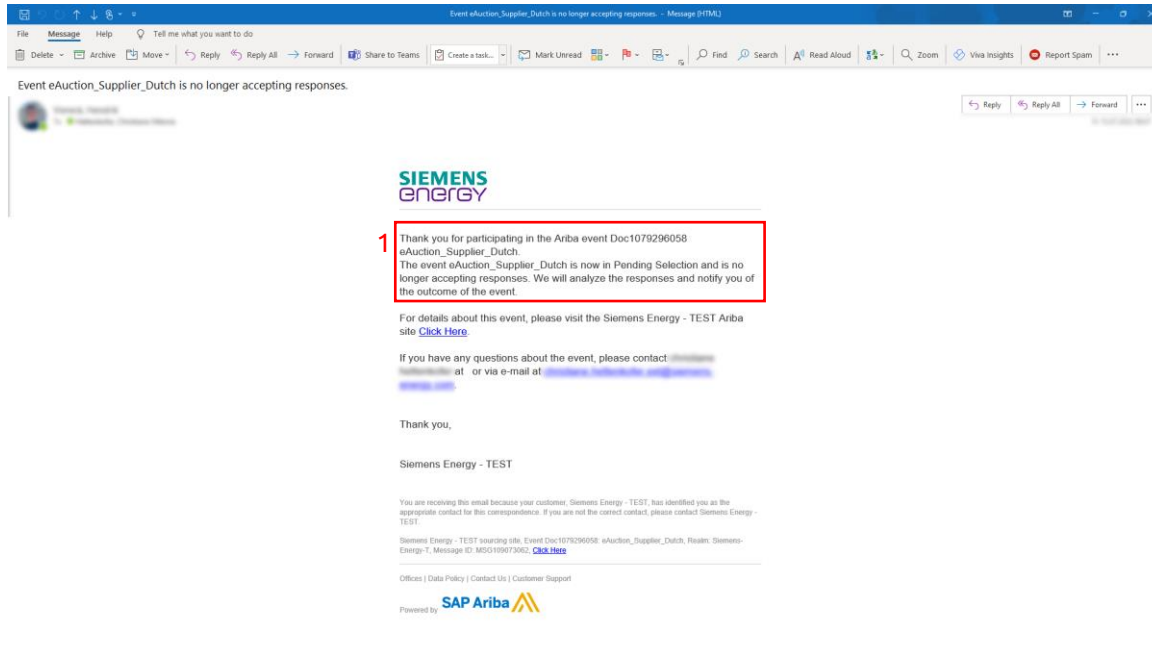 Event eAuction_Supplier_Dutch is no longer accepting responses. - Message (HTML)
File Message Help Tell me what you want to do
Delete Archive Move Reply Reply All Forward Share to Teams Create a task... Mark Unread Find Search Read Aloud Zoom Viva Insights Report Spam
Event eAuction_Supplier_Dutch is no longer accepting responses.
Reply Reply All Forward
SIEMENS
energy
1
Thank you for participating in the Ariba event Doc1079296058
eAuction_Supplier_Dutch.
The event eAuction_Supplier_Dutch is now in Pending Selection and is no
longer accepting responses. We will analyze the responses and notify you of
the outcome of the event.
For details about this event, please visit the Siemens Energy - TEST Ariba
site Click Here.
If you have any questions about the event, please contact
at or via e-mail at
Thank you,
Siemens Energy - TEST
You are receiving this email because your customer, Siemens Energy - TEST, has identified you as the
appropriate contact for this correspondence. If you are not the correct contact, please contact Siemens Energy -
TEST.
Siemens Energy - TEST sourcing site, Event Doc1079296058: eAuction_Supplier_Dutch, Realm: Siemens-
Energy-T, Message ID: MSG109073062, Click Here
Offices | Data Policy | Contact Us | Customer Support
Powered by SAP Ariba